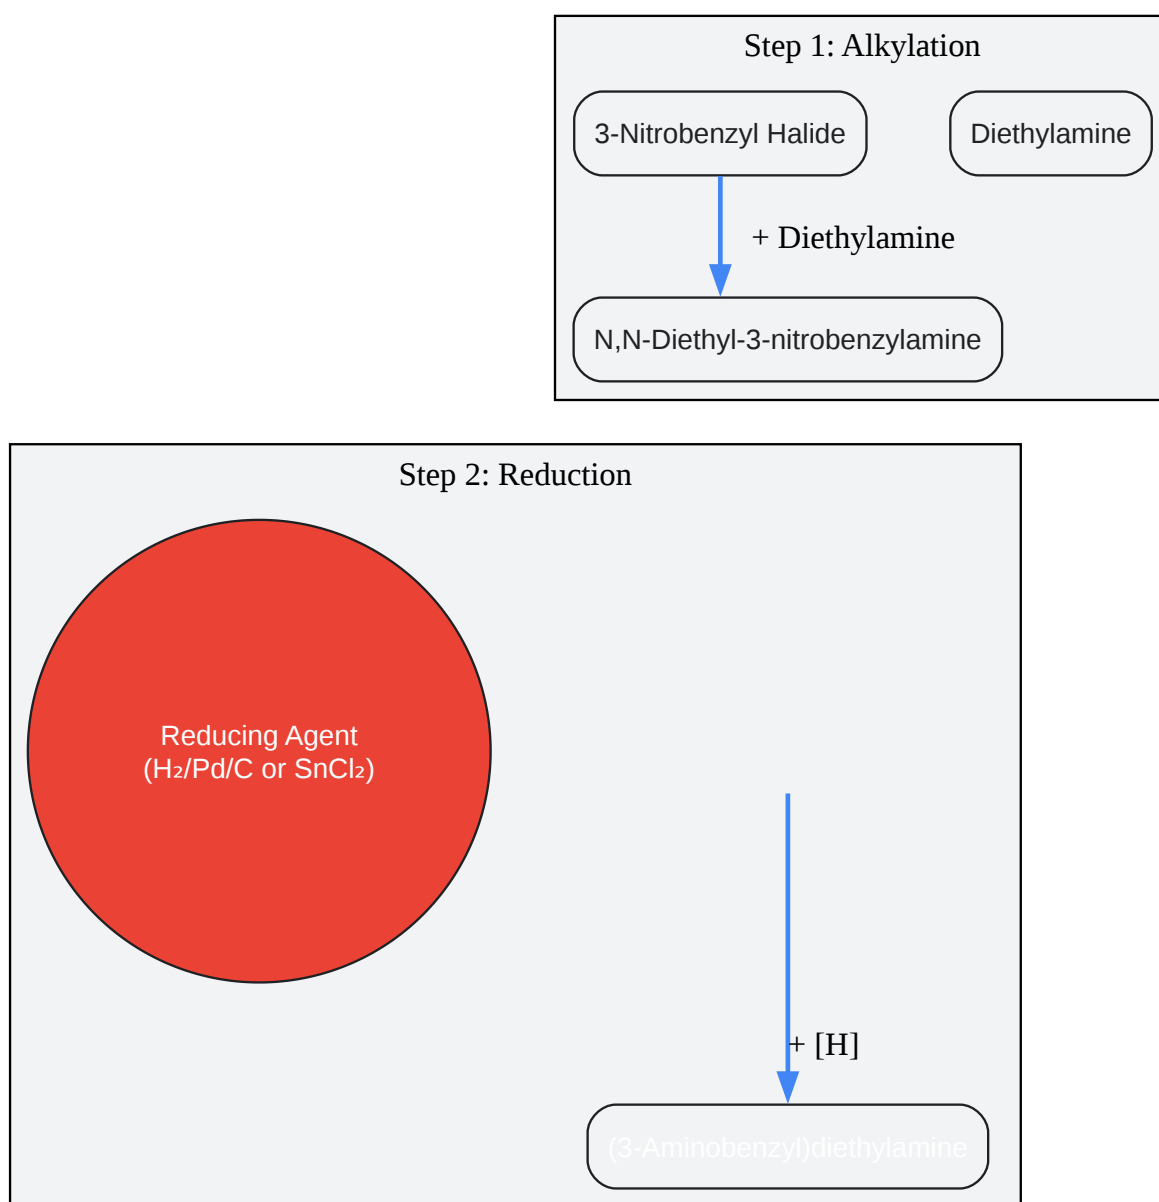 Step 1: Alkylation
3-Nitrobenzyl Halide
Diethylamine
+ Diethylamine
N,N-Diethyl-3-nitrobenzylamine
Step 2: Reduction
Reducing Agent
(H₂/Pd/C or SnCl₂)
+ [H]
(3-Aminobenzyl)diethylamine